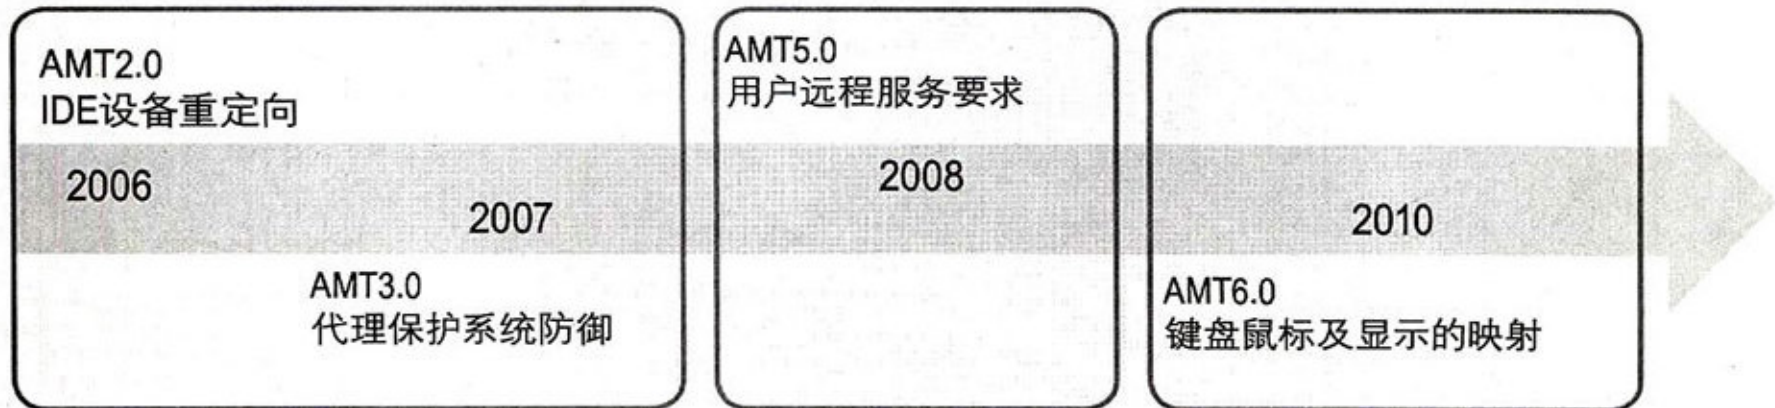 AMT2.0
IDE设备重定向
2006
2007
AMT3.0
代理保护系统防御
AMT5.0
用户远程服务要求
2008
2010
AMT6.0
键盘鼠标及显示的映射